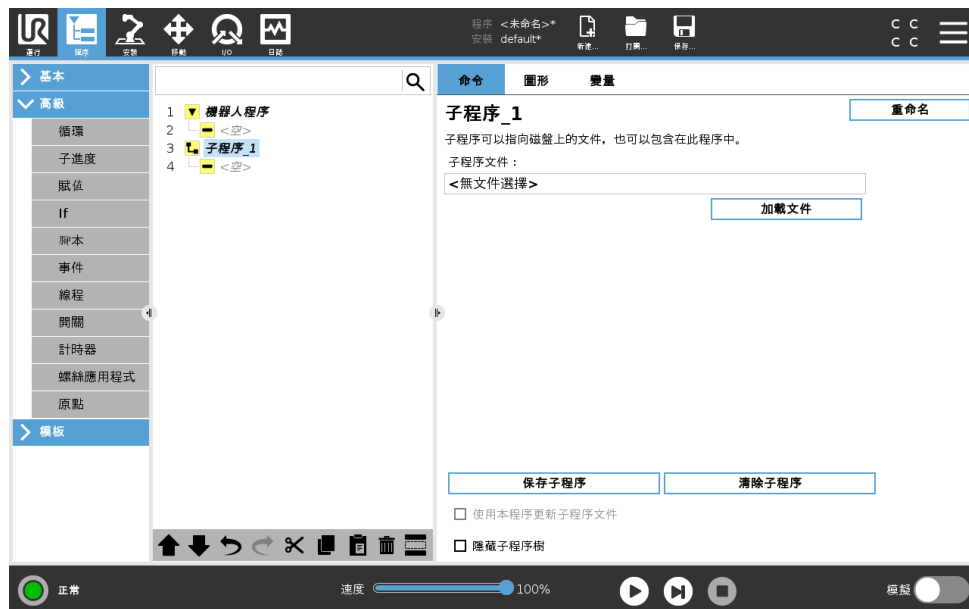 UR
運行
程序
安裝
移動
I/O
日誌
程序 <未命名>*
安裝 default*
新建...
打開...
保存...
C C
C C
基本
高級
循環
子進度
賦值
If
腳本
事件
線程
開關
計時器
螺絲應用程式
原點
模板
1 機器人程序
2 <空>
3 子程序_1
4 <空>
命令 圖形 變量
子程序_1
重命名
子程序可以指向磁盤上的文件，也可以包含在此程序中。
子程序文件：
<無文件選擇>
加載文件
保存子程序
清除子程序
使用本程序更新子程序文件
隱藏子程序樹
正常
速度 100%
模擬